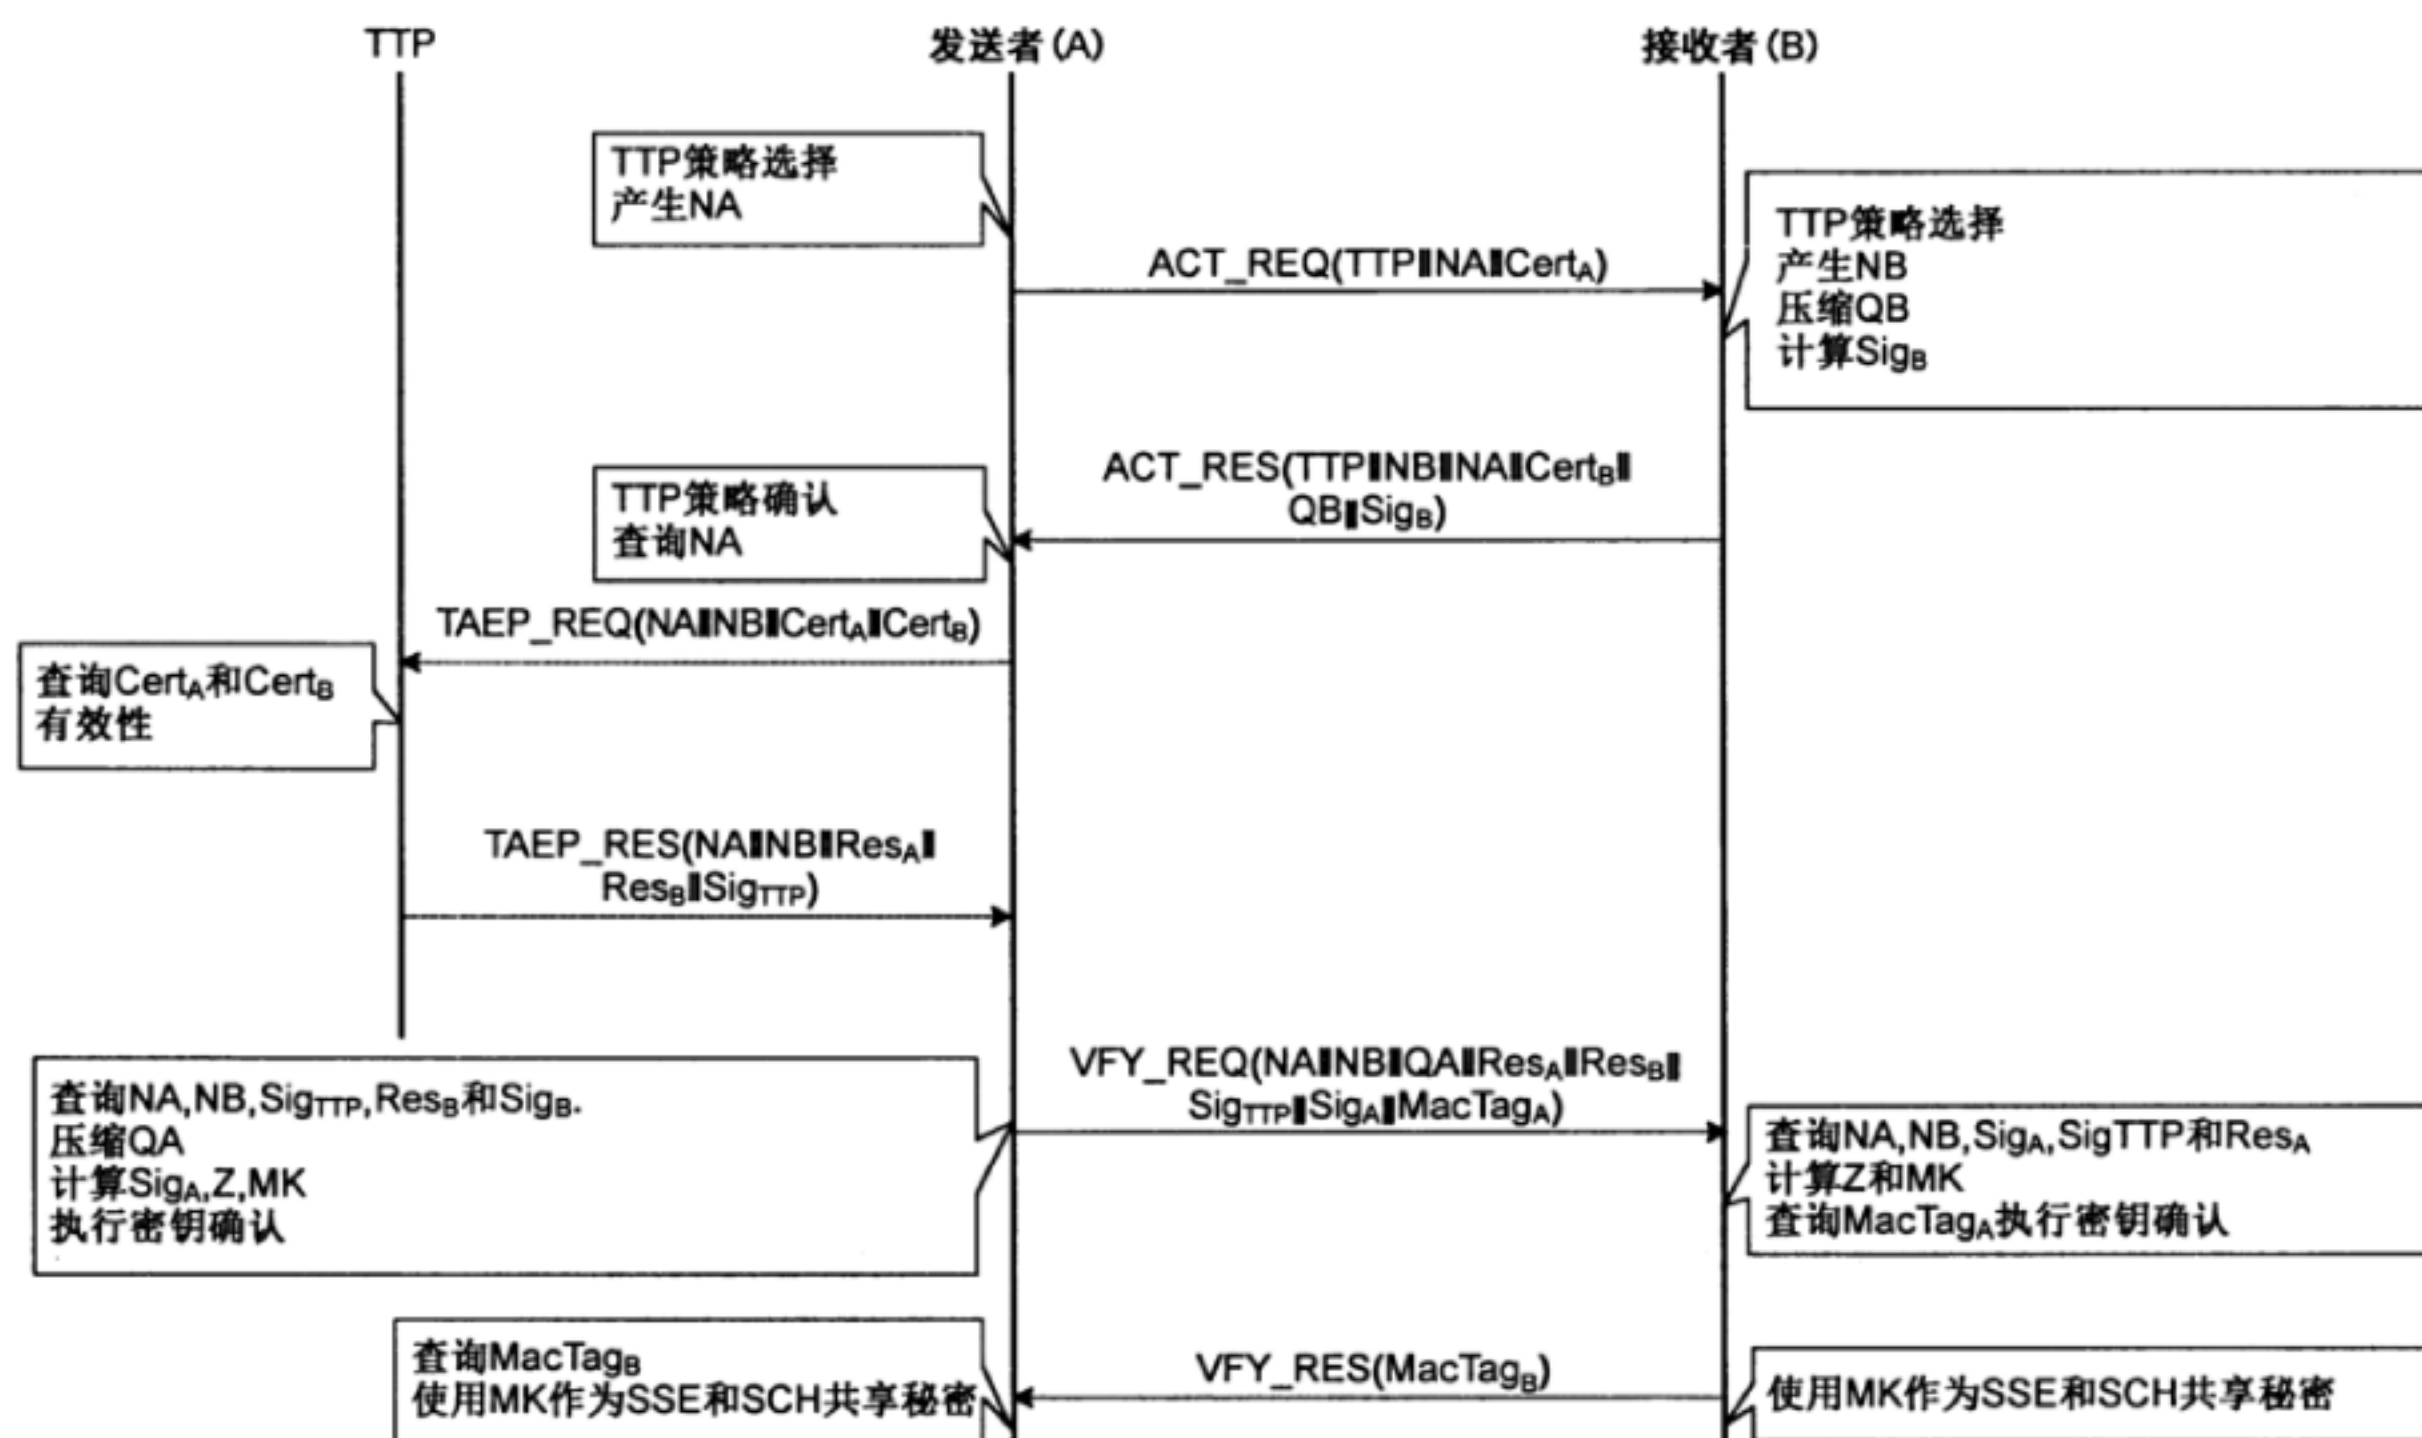 TTP
发送者(A)
接收者(B)
TTP策略选择
产生NA
ACT_REQ(TTP||NA||CertA)
TTP策略选择
产生NB
压缩QB
计算SigB
ACT_RES(TTP||NB||NA||CertB||
QB||SigB)
TTP策略确认
查询NA
TAEP_REQ(NA||NB||CertA||CertB)
查询CertA和CertB
有效性
TAEP_RES(NA||NB||ResA||
ResB||SigTTP)
查询NA,NB,SigTTP,ResB和SigB.
压缩QA
计算SigA,Z,MK
执行密钥确认
VFY_REQ(NA||NB||QA||ResA||ResB||
SigTTP||SigA||MacTagA)
查询NA,NB,SigA,SigTTP和ResA
计算Z和MK
查询MacTagA执行密钥确认
查询MacTagB
使用MK作为SSE和SCH共享秘密
VFY_RES(MacTagB)
使用MK作为SSE和SCH共享秘密